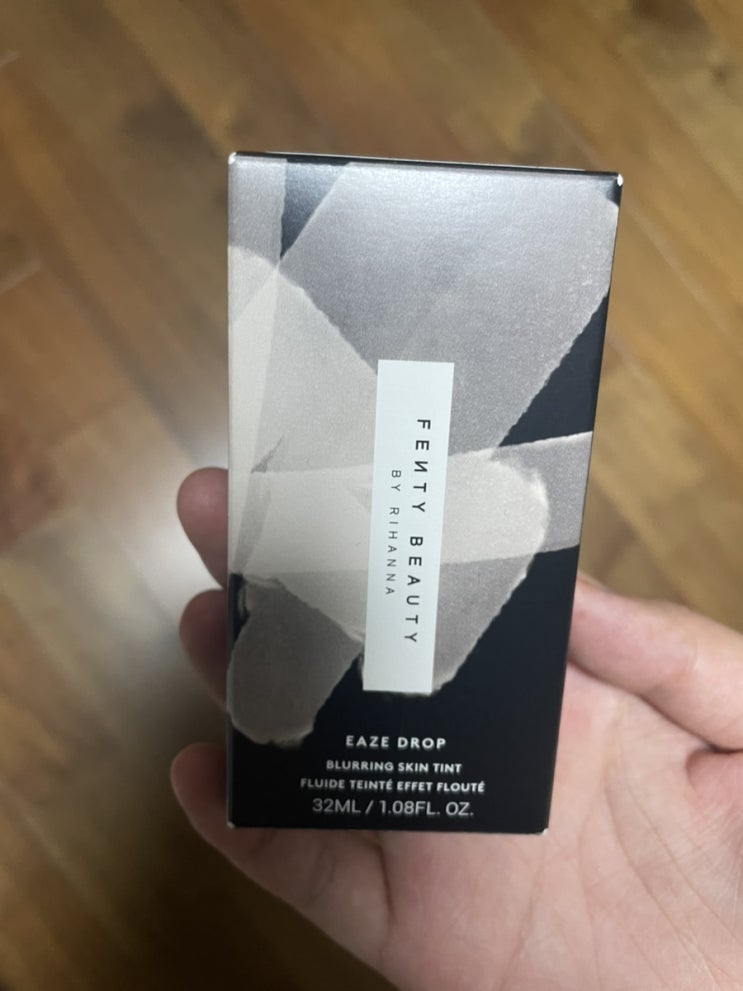 FENTY BEAUTY
BY RIHANNA
EAZE DROP
BLURRING SKIN TINT
FLUIDE TEINTÉ EFFET FLOUTÉ
32ML / 1.08FL. OZ.